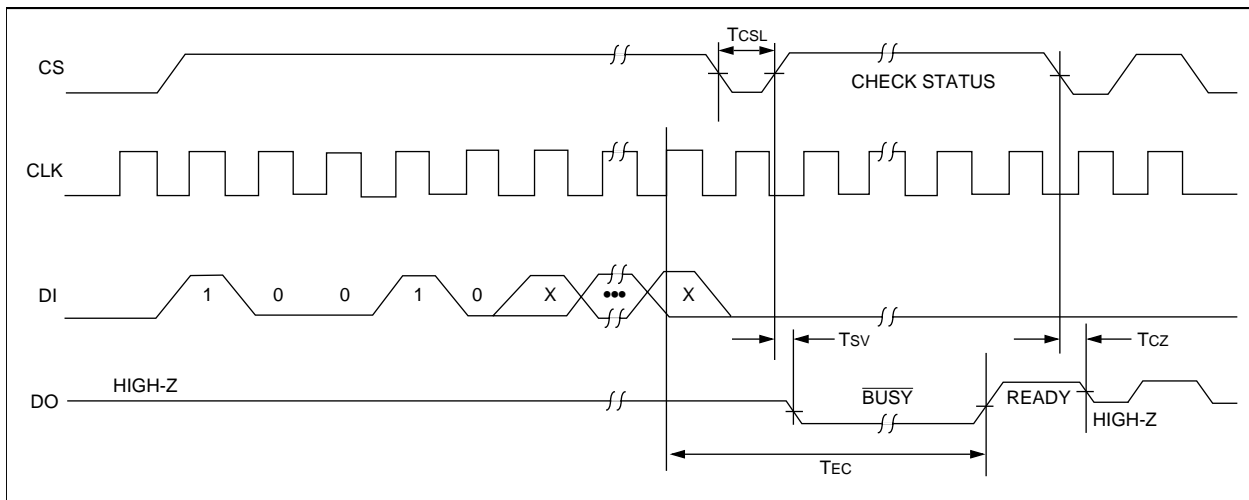 TCSL
CS
CHECK STATUS
CLK
DI
1 0 0 1 0 X ••• X
TSV
TCZ
HIGH-Z
DO
BUSY
READY
HIGH-Z
TEC